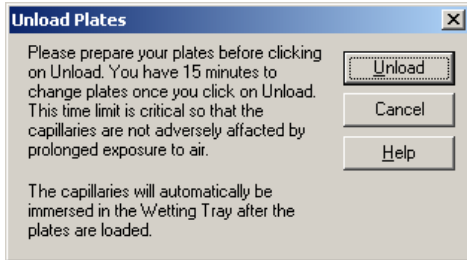 Unload Plates
Please prepare your plates before clicking
on Unload. You have 15 minutes to
change plates once you click on Unload.
This time limit is critical so that the
capillaries are not adversely affacted by
prolonged exposure to air.
The capillaries will automatically be
immersed in the Wetting Tray after the
plates are loaded.
Unload
Cancel
Help